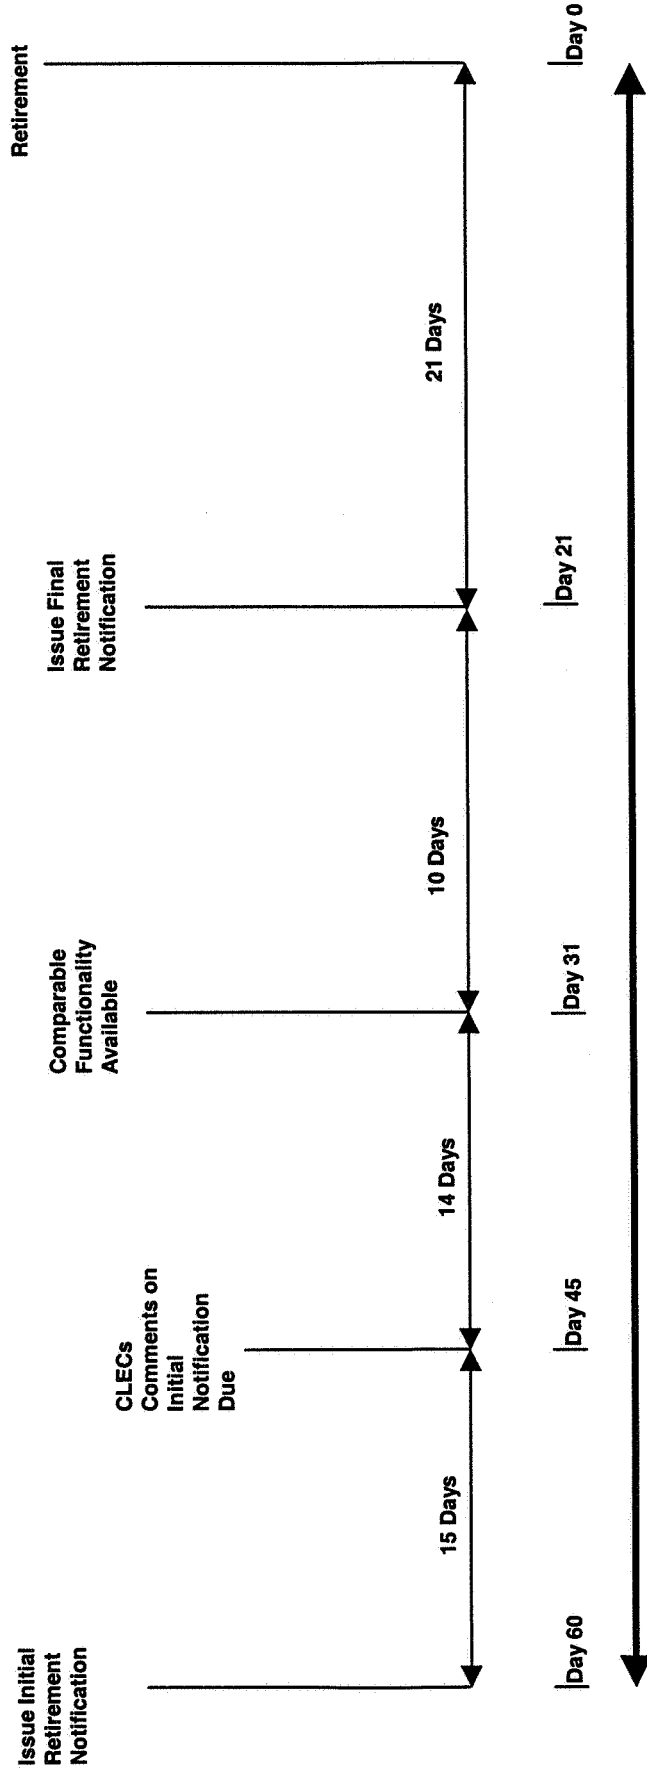 Issue Initial
Retirement
Notification
CLECs
Comments on
Initial
Notification
Due
Comparable
Functionality
Available
Issue Final
Retirement
Notification
Retirement
15 Days
14 Days
10 Days
21 Days
Day 60
Day 45
Day 31
Day 21
Day 0